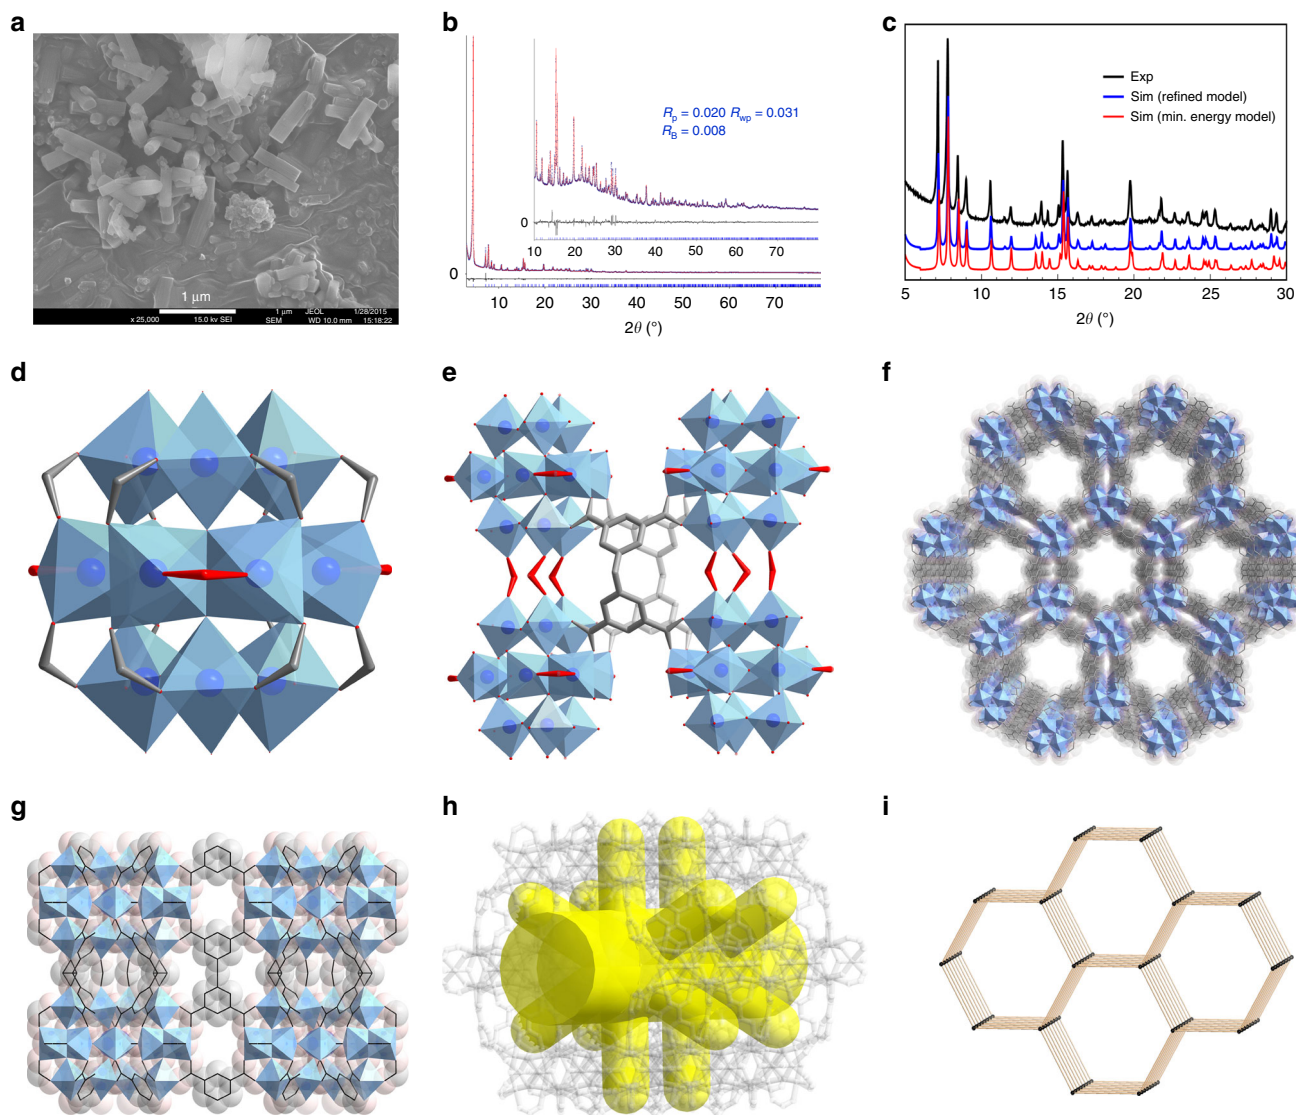 a
1 μm
1 μm JEOL 1/28/2015
x 25,000 15.0 kv SEI SEM WD 10.0 mm 15:18:22
b
Rp = 0.020 Rwp = 0.031
RB = 0.008
0
10 20 30 40 50 60 70
0
10 20 30 40 50 60 70
2θ (°)
c
Exp
Sim (refined model)
Sim (min. energy model)
5 10 15 20 25 30
2θ (°)
d
e
f
g
h
i